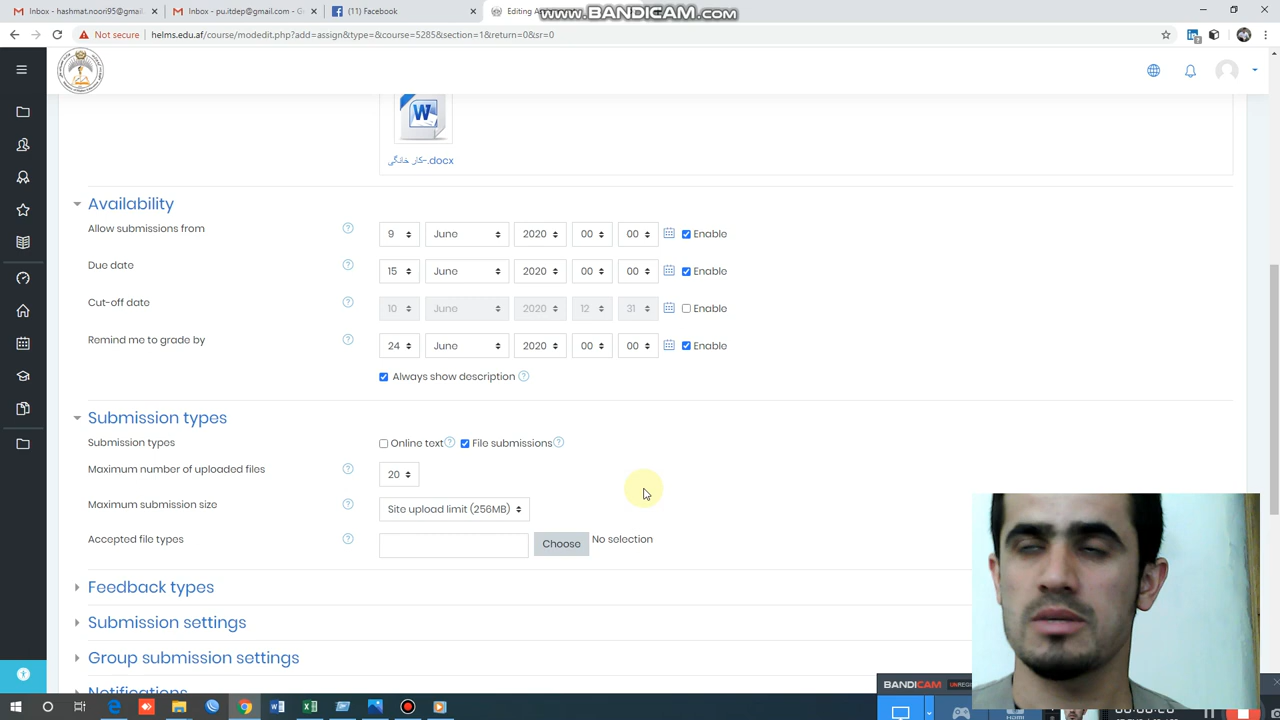 Inbox - hashmat.noori95@gmail.
Inbox - pu.itdep@gmail.com - G
(11) Facebook
Editing As
www.BANDICAM.com
Not secure
helms.edu.af/course/modedit.php?add=assign&type=&course=5285&section=1&return=0&sr=0
کار خانگی-.docx
Availability
Allow submissions from
9 June 2020 00 00 Enable
Due date
15 June 2020 00 00 Enable
Cut-off date
10 June 2020 12 31 Enable
Remind me to grade by
24 June 2020 00 00 Enable
Always show description
Submission types
Submission types
Online text File submissions
Maximum number of uploaded files
20
Maximum submission size
Site upload limit (256MB)
Accepted file types
Choose No selection
Feedback types
Submission settings
Group submission settings
Notifications
BANDICAM UNREG
HDMI